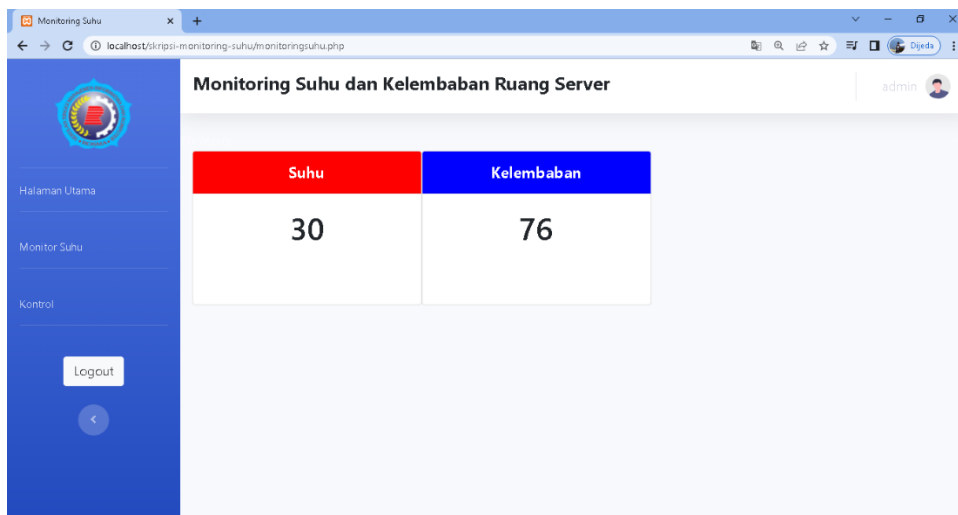 Monitoring Suhu
localhost/skripsi-monitoring-suhu/monitoringsuhu.php
Dijeda
Monitoring Suhu dan Kelembaban Ruang Server
admin
Halaman Utama
Monitor Suhu
Kontrol
Logout
Suhu
Kelembaban
30
76